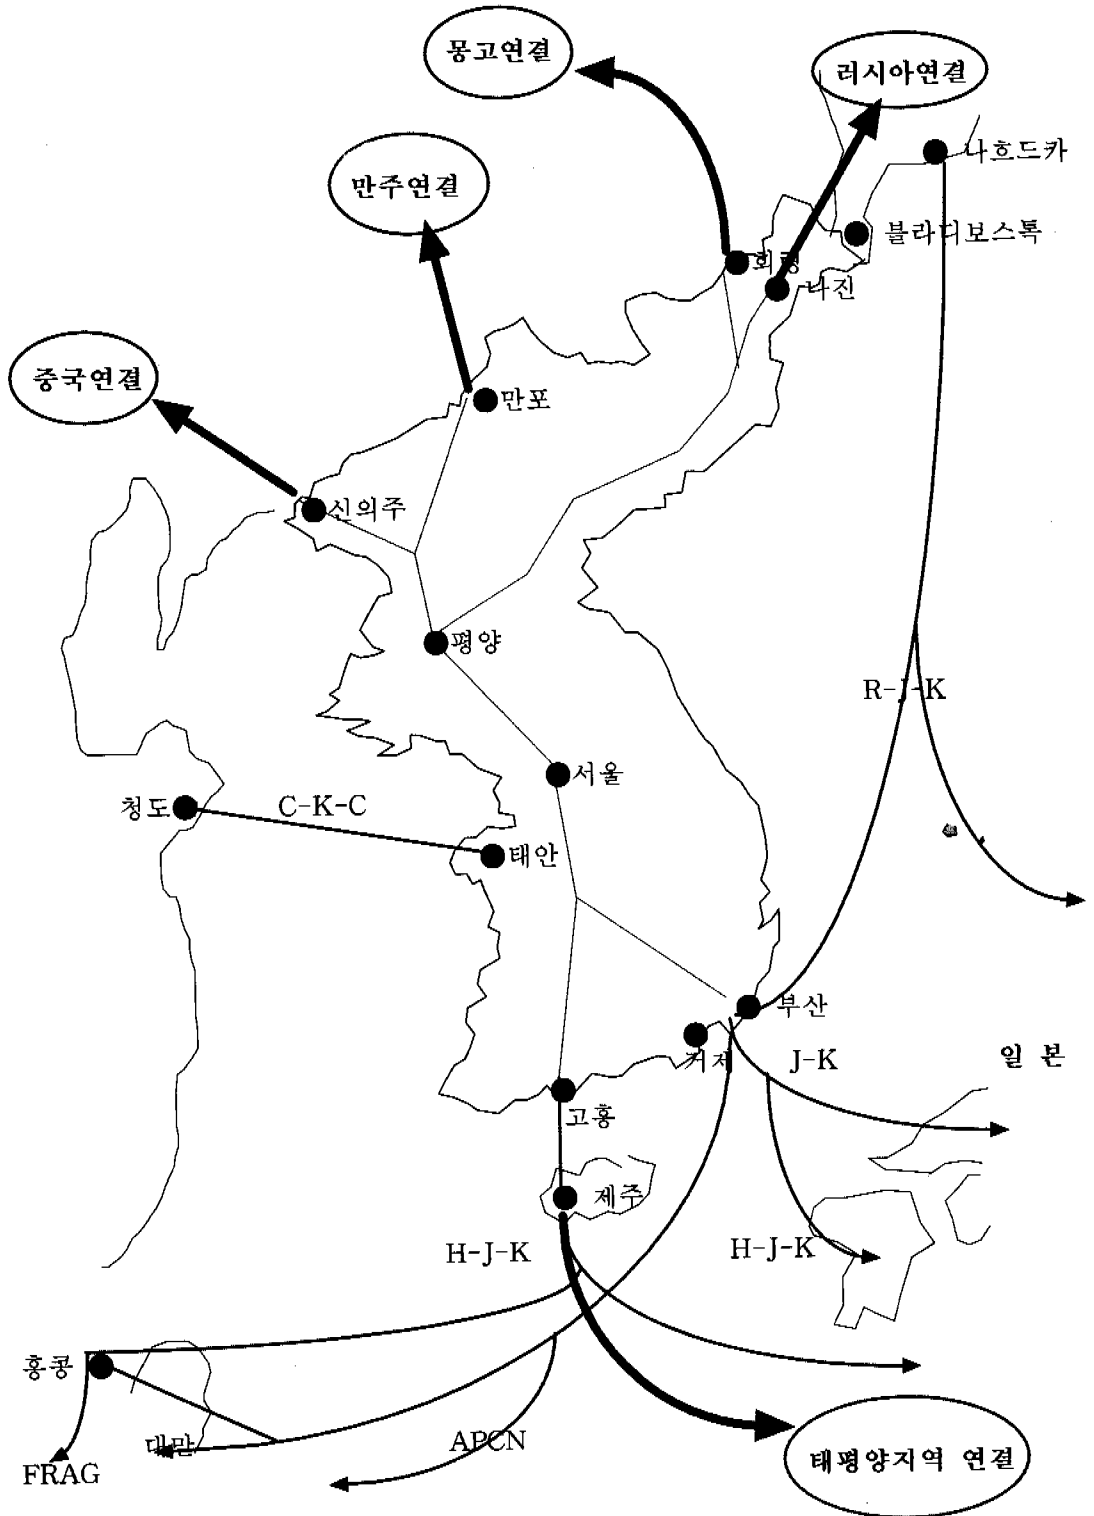 몽고연결
러시아연결
나흐드카
만주연결
블라디보스톡
회령
나진
중국연결
만포
신의주
평양
R-J-K
서울
청도
C-K-C
태안
부산
거제
J-K
일 본
고흥
제주
H-J-K
H-J-K
홍콩
대만
APCN
FRAG
태평양지역 연결